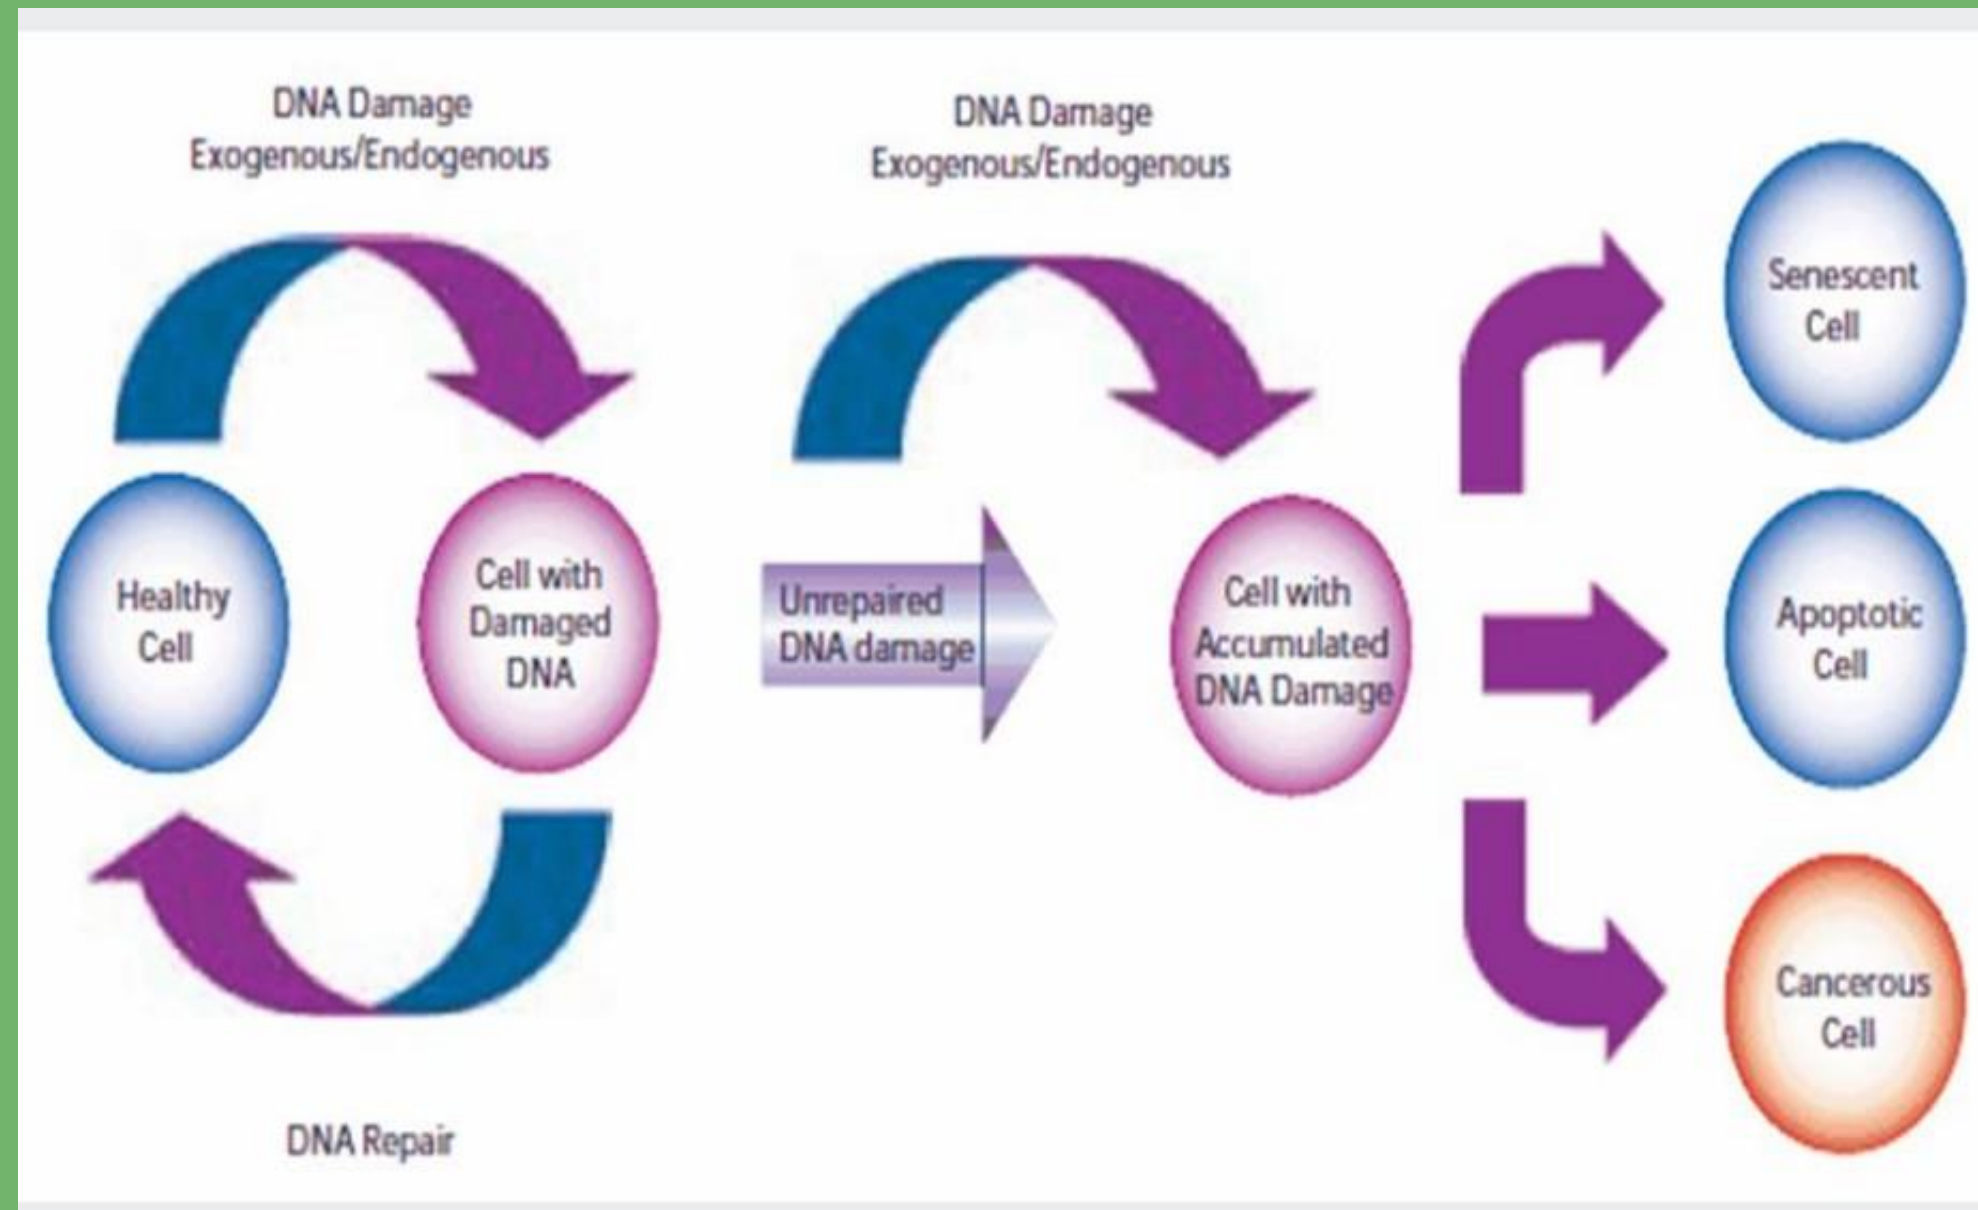 DNA Damage
Exogenous/Endogenous
DNA Damage
Exogenous/Endogenous
Healthy
Cell
Cell with
Damaged
DNA
Unrepaired
DNA damage
Cell with
Accumulated
DNA Damage
Senescent
Cell
Apoptotic
Cell
Cancerous
Cell
DNA Repair